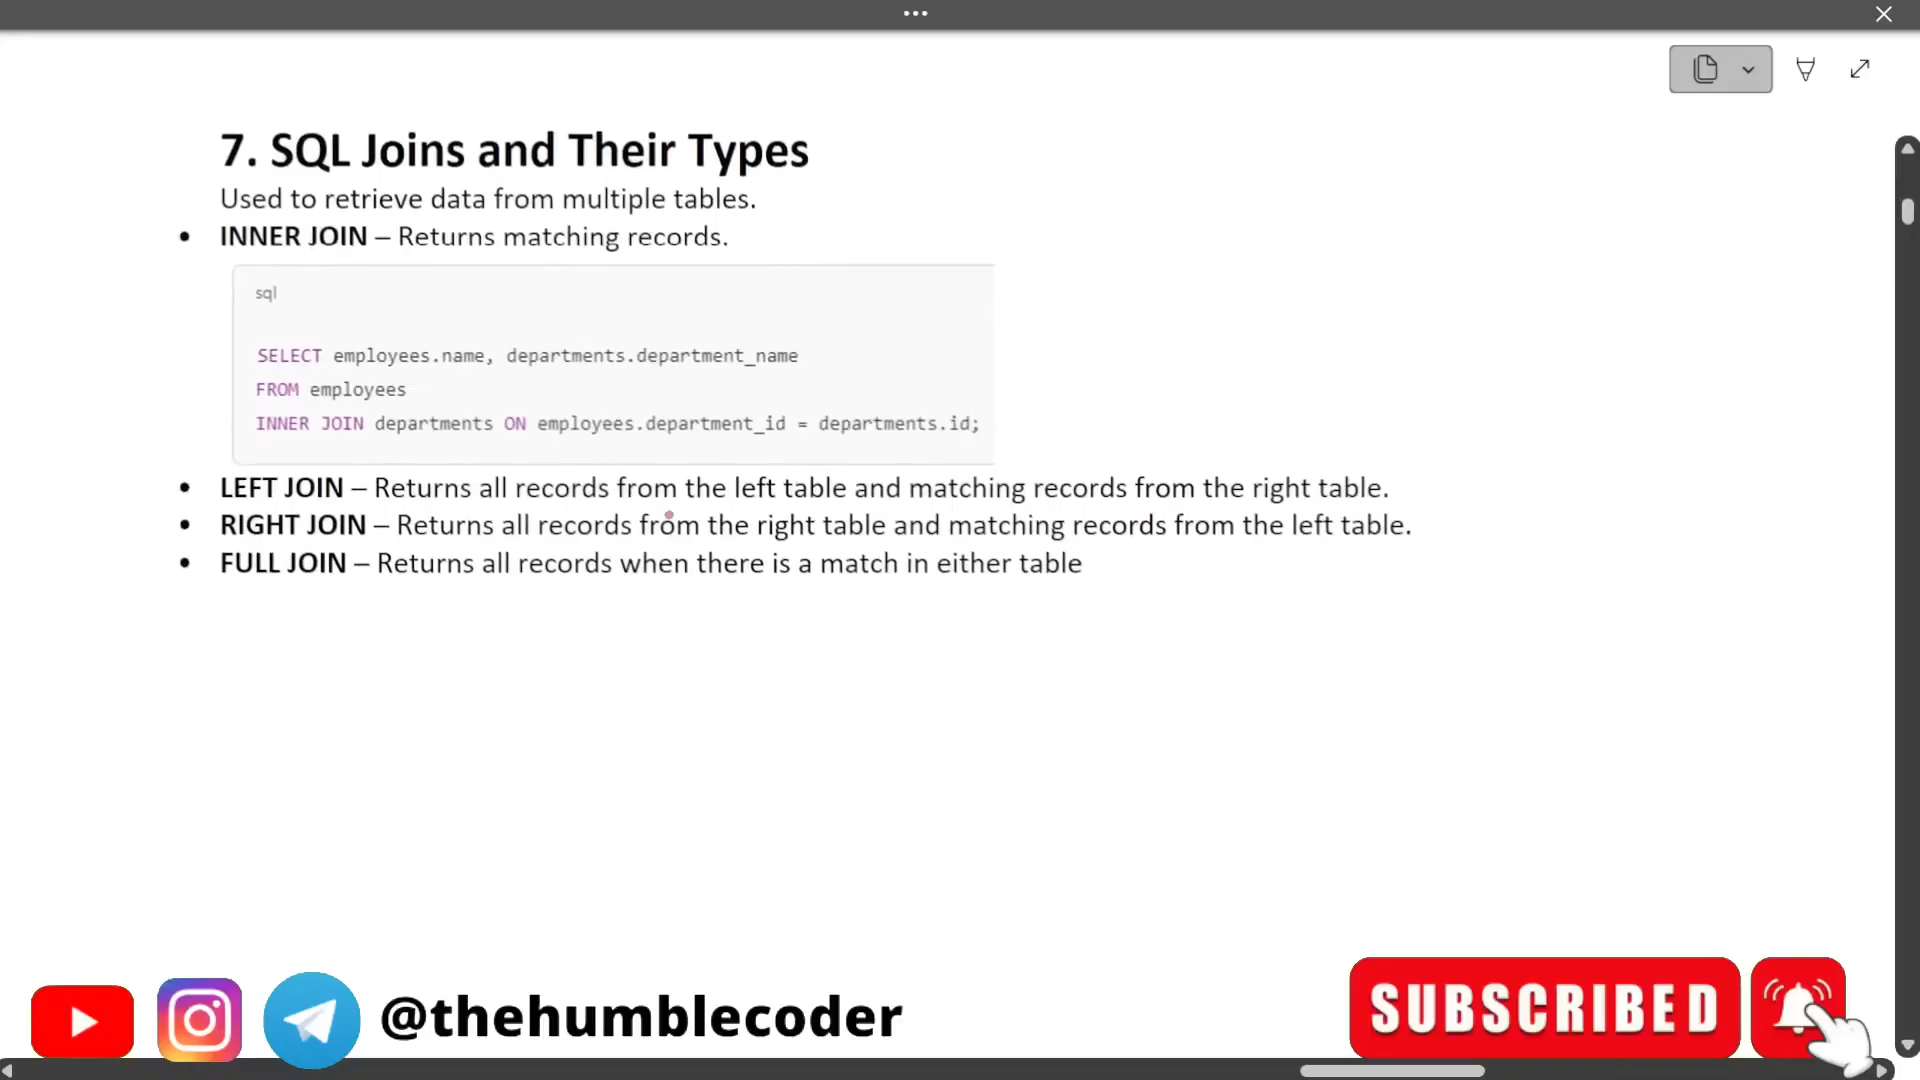 7. SQL Joins and Their Types
Used to retrieve data from multiple tables.
• INNER JOIN – Returns matching records.
sql
SELECT employees.name, departments.department_name
FROM employees
INNER JOIN departments ON employees.department_id = departments.id;
• LEFT JOIN – Returns all records from the left table and matching records from the right table.
• RIGHT JOIN – Returns all records from the right table and matching records from the left table.
• FULL JOIN – Returns all records when there is a match in either table
@thehumblecoder
SUBSCRIBED